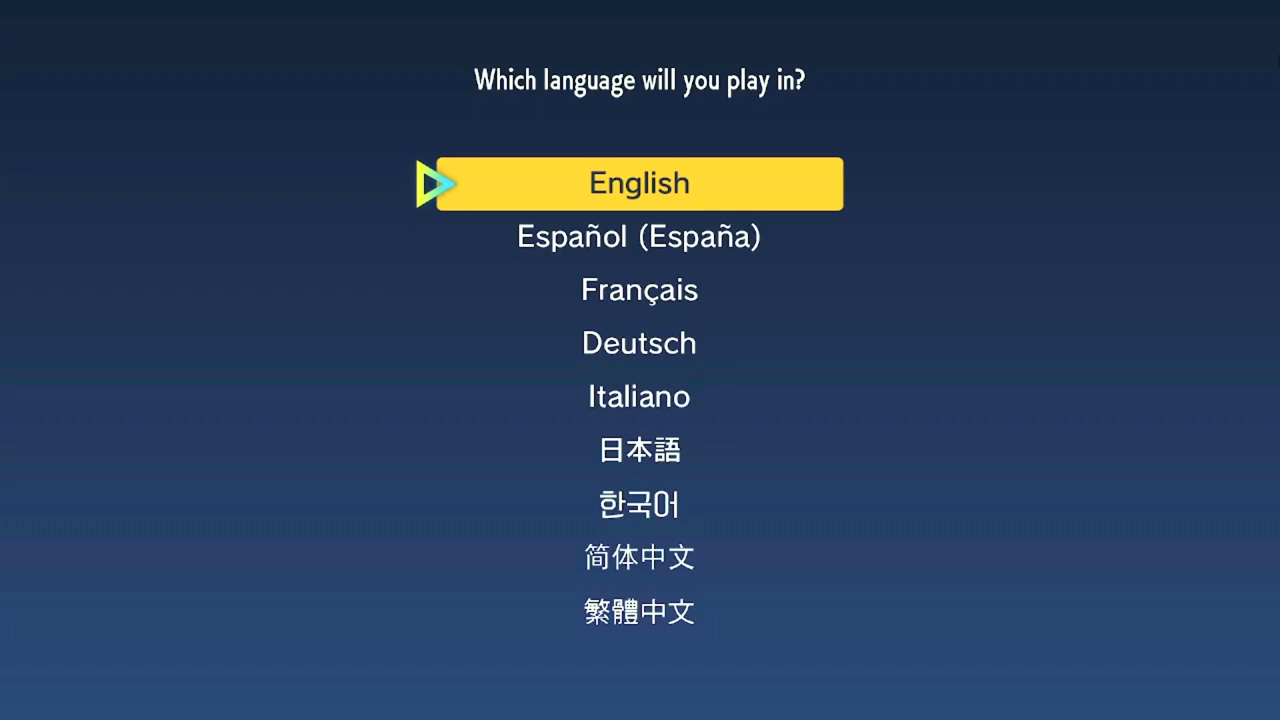 Which language will you play in?
English
Español (España)
Français
Deutsch
Italiano
日本語
한국어
简体中文
繁體中文